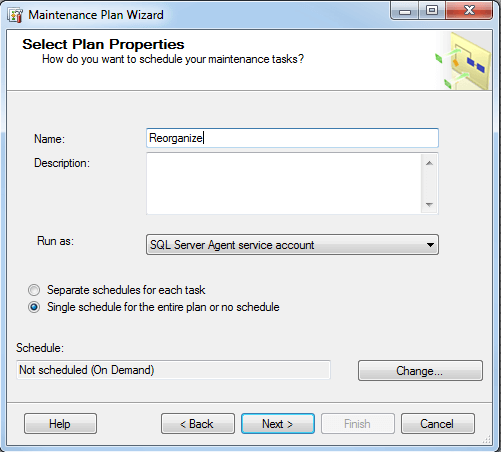 Maintenance Plan Wizard
Select Plan Properties
How do you want to schedule your maintenance tasks?
Name:
Reorganize
Description:
Run as:
SQL Server Agent service account
Separate schedules for each task
Single schedule for the entire plan or no schedule
Schedule:
Not scheduled (On Demand)
Change...
Help
< Back
Next >
Finish
Cancel